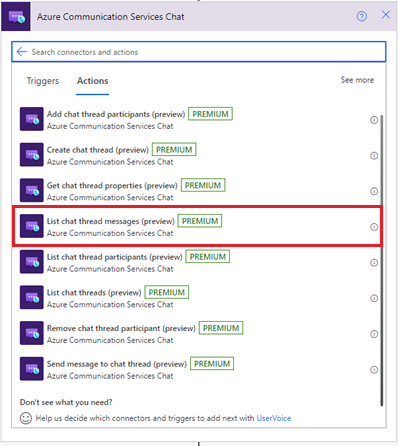 Azure Communication Services Chat
Search connectors and actions
Triggers Actions See more
Add chat thread participants (preview) PREMIUM
Azure Communication Services Chat
Create chat thread (preview) PREMIUM
Azure Communication Services Chat
Get chat thread properties (preview) PREMIUM
Azure Communication Services Chat
List chat thread messages (preview) PREMIUM
Azure Communication Services Chat
List chat thread participants (preview) PREMIUM
Azure Communication Services Chat
List chat threads (preview) PREMIUM
Azure Communication Services Chat
Remove chat thread participant (preview) PREMIUM
Azure Communication Services Chat
Send message to chat thread (preview) PREMIUM
Azure Communication Services Chat
Don't see what you need?
Help us decide which connectors and triggers to add next with UserVoice